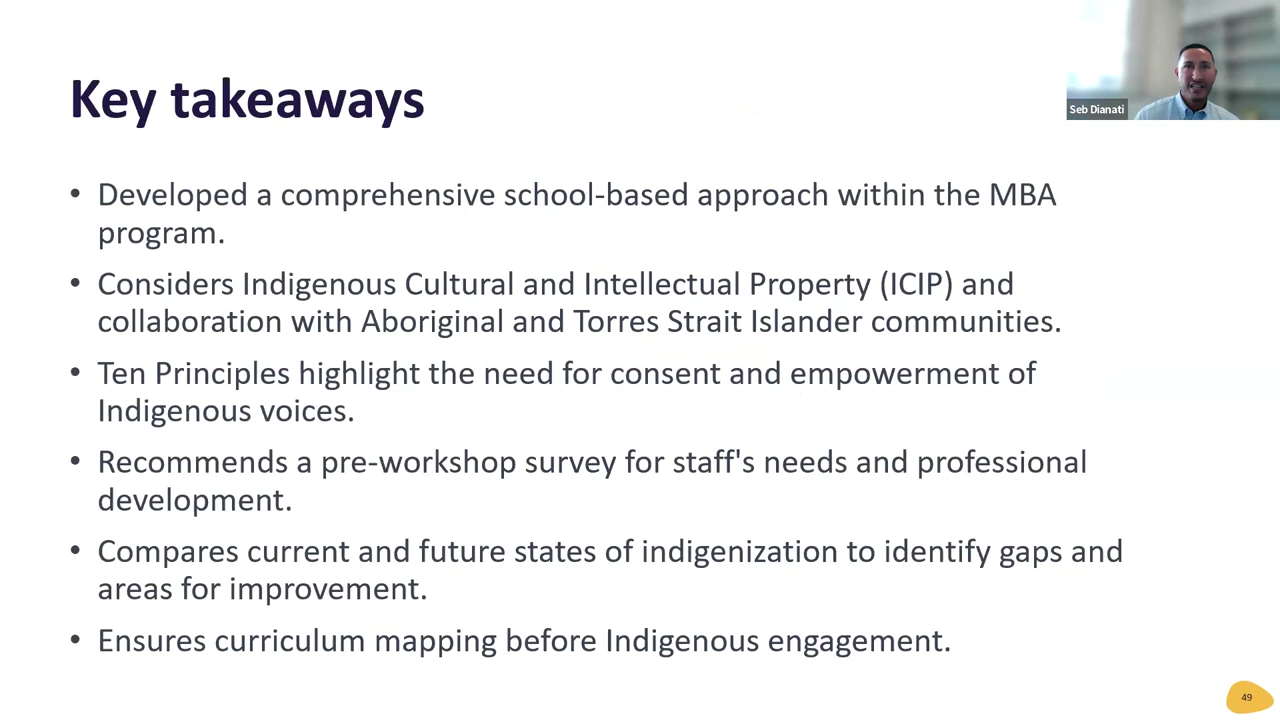 Key takeaways
Seb Dianati
• Developed a comprehensive school-based approach within the MBA
program.
• Considers Indigenous Cultural and Intellectual Property (ICIP) and
collaboration with Aboriginal and Torres Strait Islander communities.
• Ten Principles highlight the need for consent and empowerment of
Indigenous voices.
• Recommends a pre-workshop survey for staff's needs and professional
development.
• Compares current and future states of indigenization to identify gaps and
areas for improvement.
• Ensures curriculum mapping before Indigenous engagement.
49